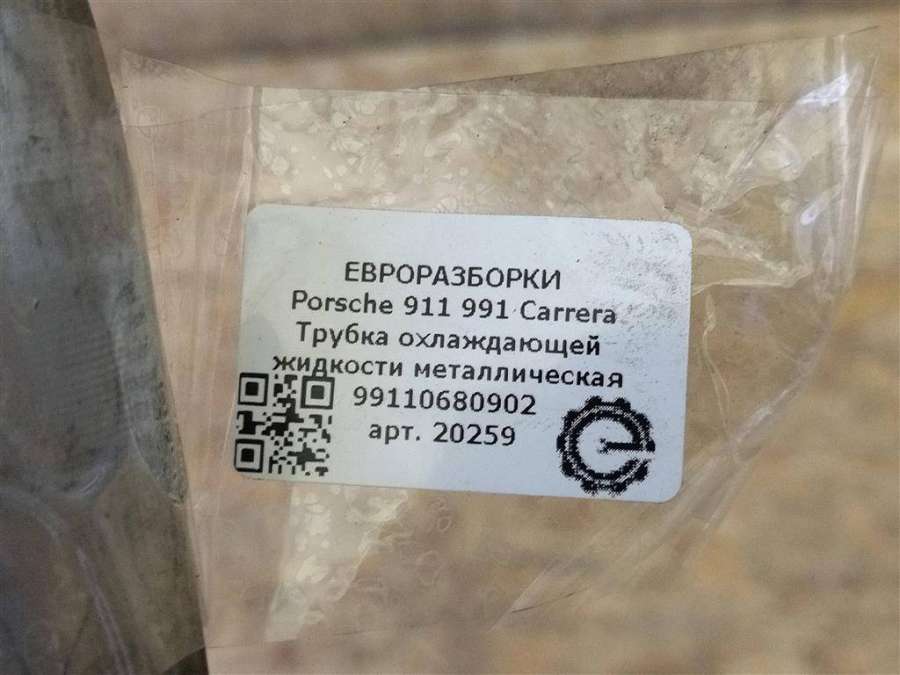 ЕВРОРАЗБОРКИ
Porsche 911 991 Carrera
Трубка охлаждающей
жидкости металлическая
99110680902
арт. 20259